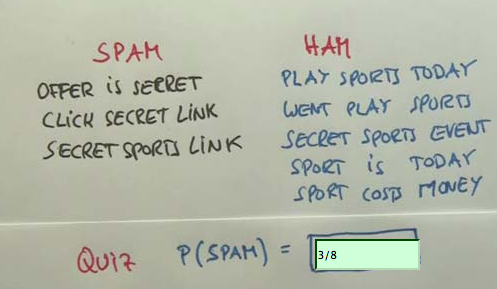 SPAM
OFFER iS SECRET
CLICK SECRET LINK
SECRET SPORTS LINK
HAM
PLAY SPORTS TODAY
WENT PLAY SPORTS
SECRET SPORTS EVENT
SPORT iS TODAY
SPORT COSTS MONEY
QUIZ P(SPAM) = 3/8